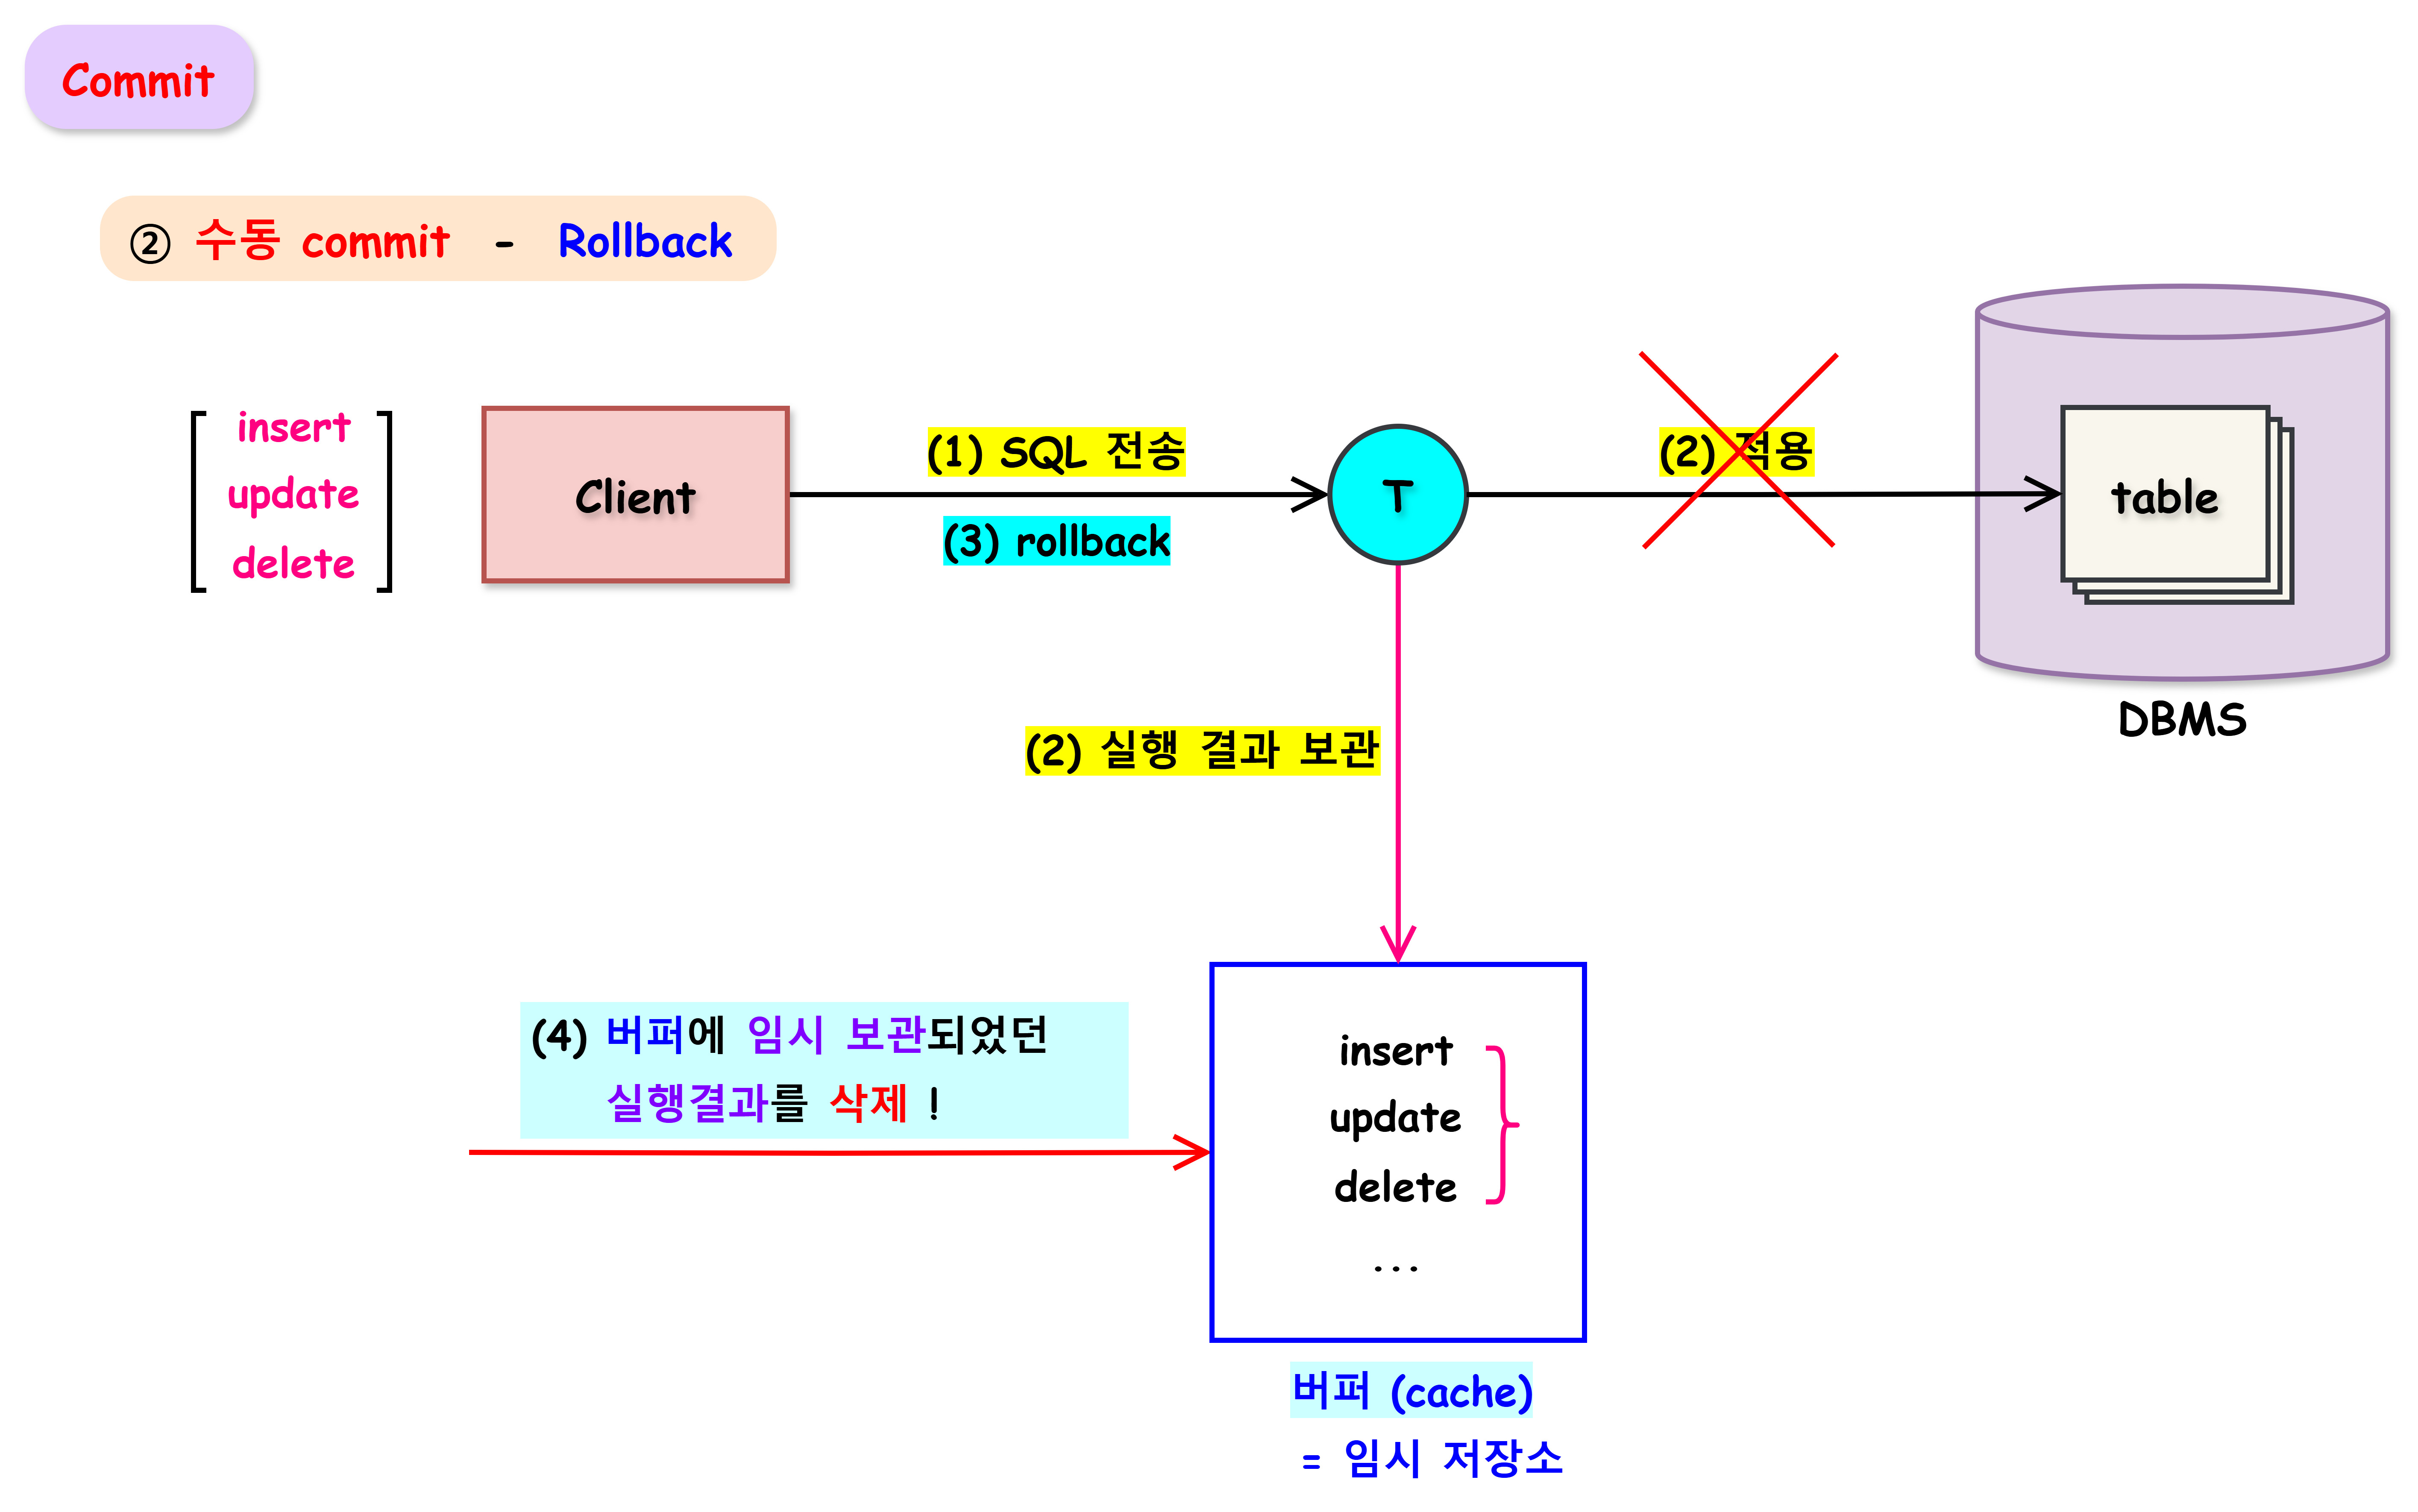 Commit
② 수동 commit - Rollback
insert
update
delete
Client
(1) SQL 전송
(3) rollback
T
(2) 적용
table
DBMS
(2) 실행 결과 보관
(4) 버퍼에 임시 보관되었던
실행결과를 삭제 !
insert
update
delete
...
버퍼 (cache)
= 임시 저장소